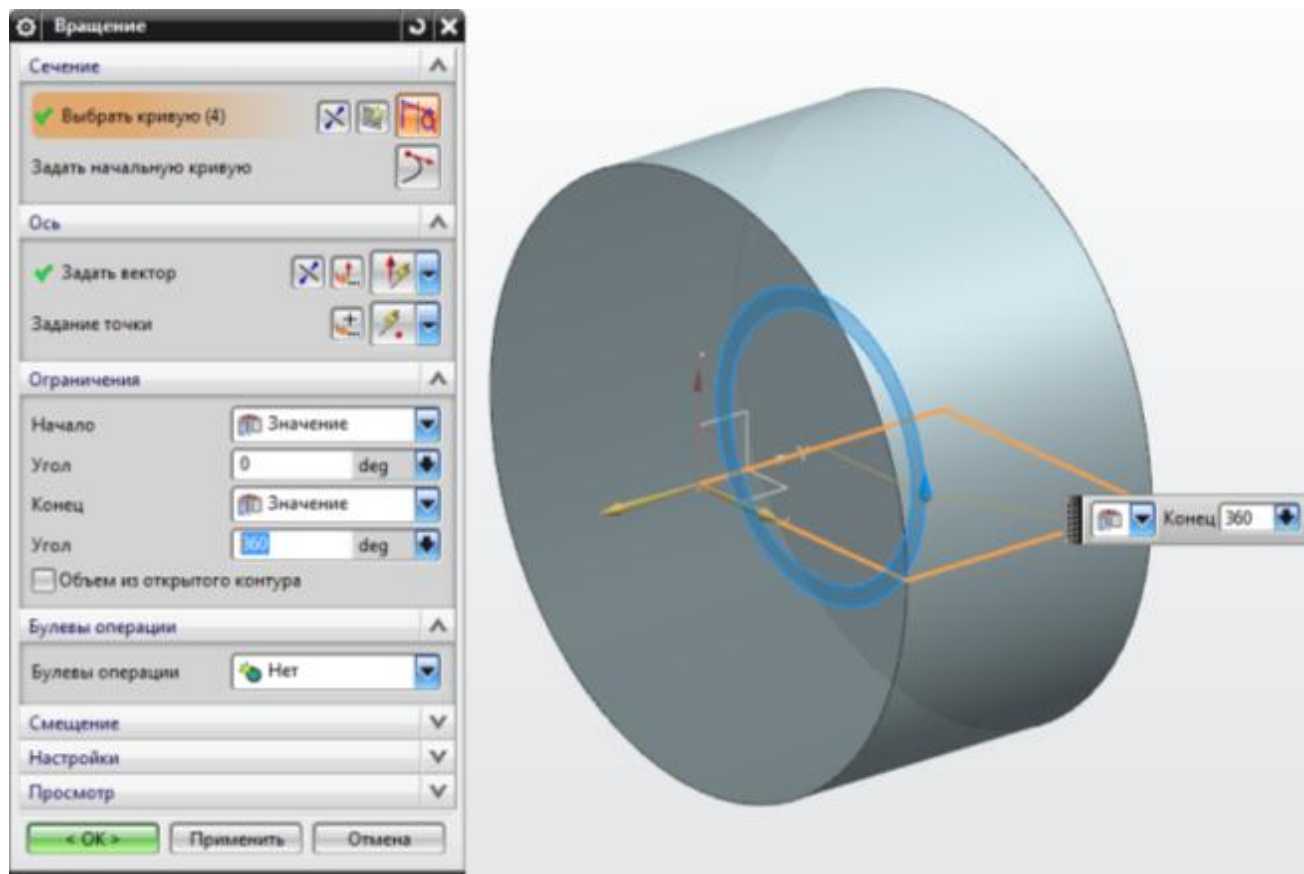 Вращение
Сечение
Выбрать кривую (4)
Задать начальную кривую
Ось
Задать вектор
Задание точки
Ограничения
Начало Значение
Угол 0 deg
Конец Значение
Угол 360 deg
Объем из открытого контура
Булевы операции
Булевы операции Нет
Смещение
Настройки
Просмотр
< OK > Применить Отмена
Y
Конец 360